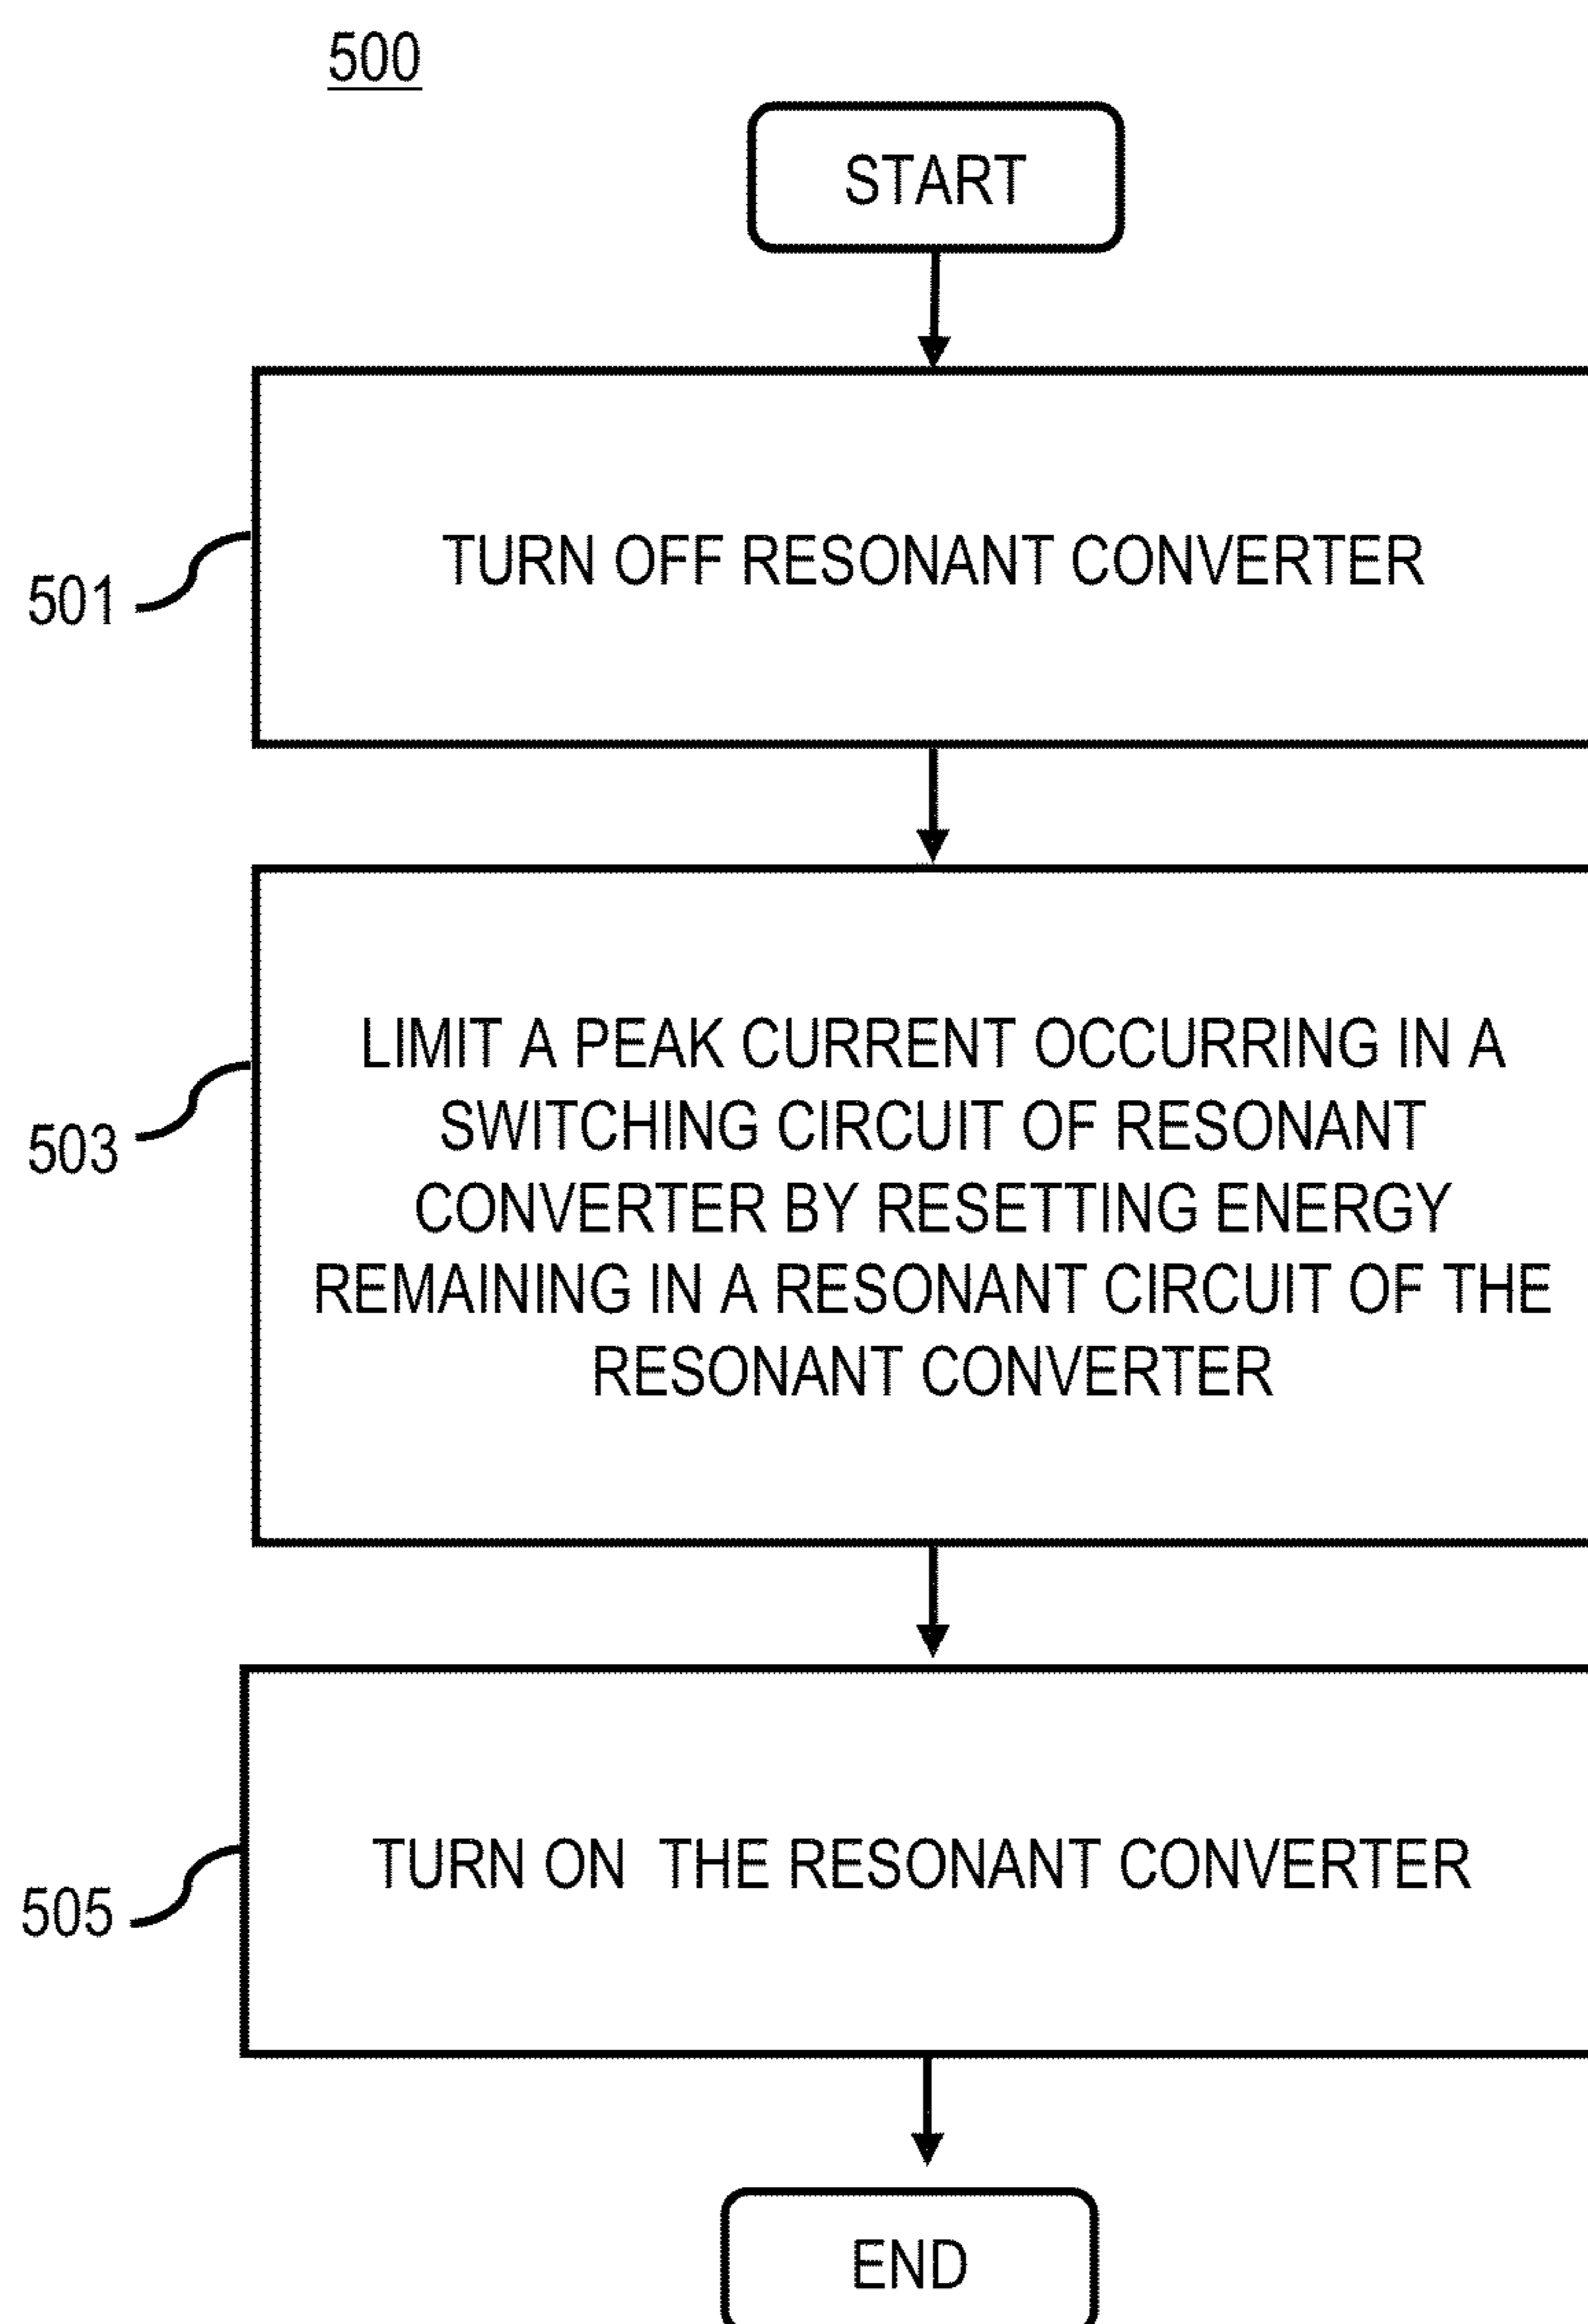 500
START
TURN OFF RESONANT CONVERTER
501
LIMIT A PEAK CURRENT OCCURRING IN A
SWITCHING CIRCUIT OF RESONANT
CONVERTER BY RESETTING ENERGY
REMAINING IN A RESONANT CIRCUIT OF THE
RESONANT CONVERTER
503
TURN ON THE RESONANT CONVERTER
505
END